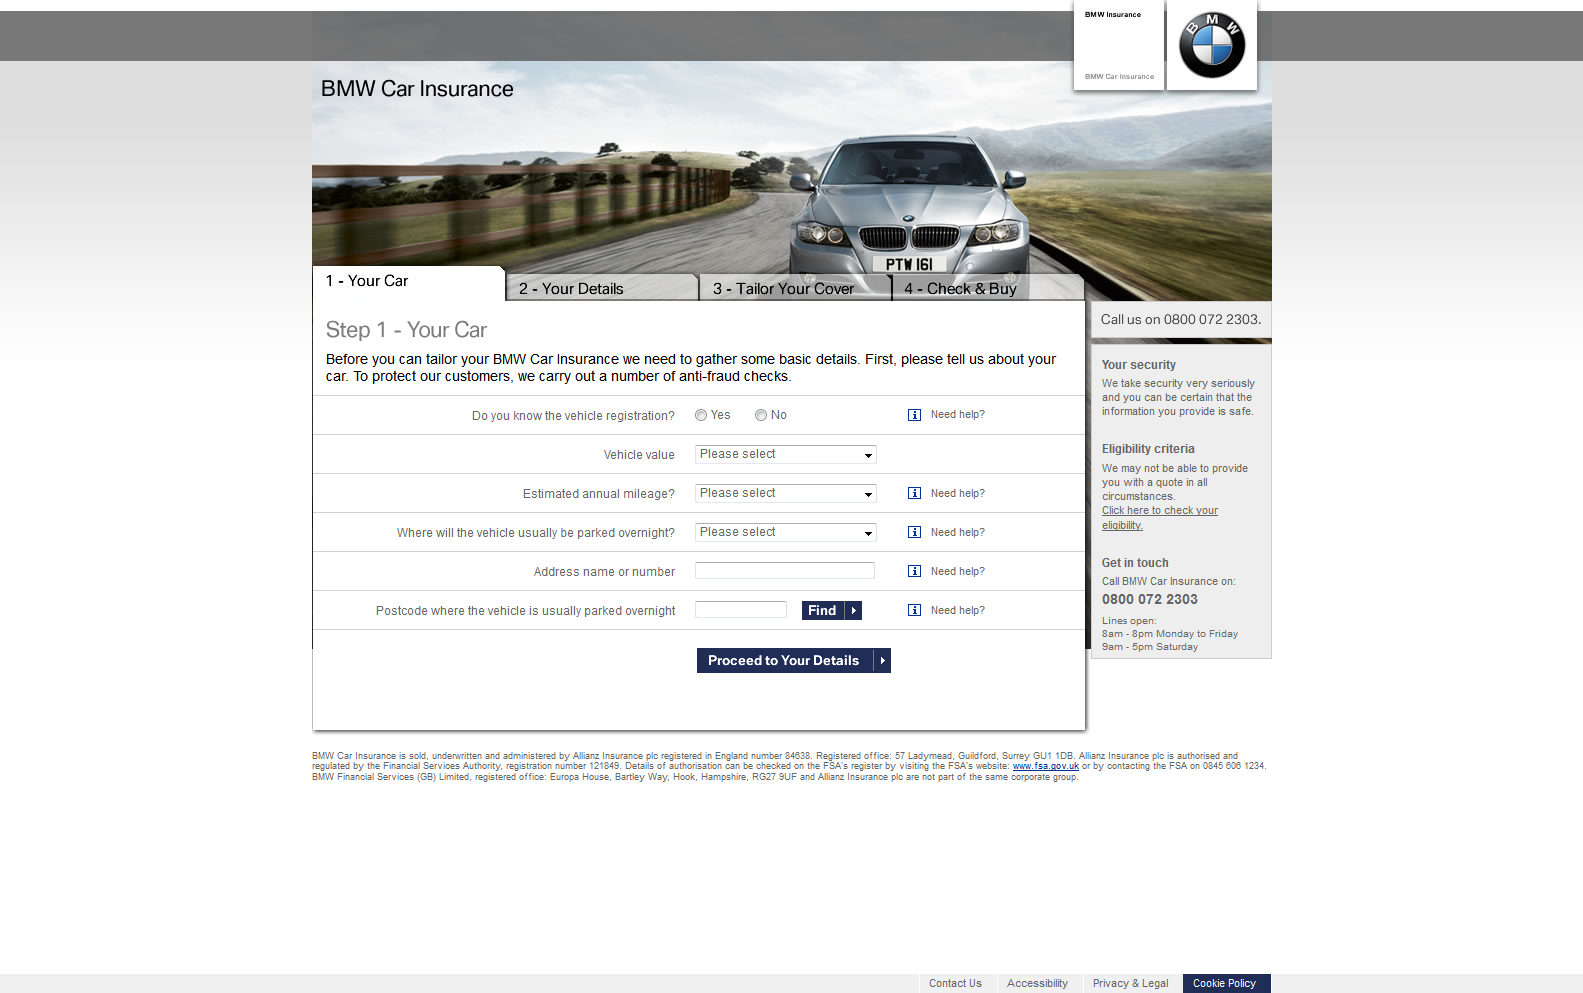 BMW Insurance
BMW Car Insurance
BMW
BMW Car Insurance
PTW 161
1 - Your Car
2 - Your Details
3 - Tailor Your Cover
4 - Check & Buy
Step 1 - Your Car
Before you can tailor your BMW Car Insurance we need to gather some basic details. First, please tell us about your
car. To protect our customers, we carry out a number of anti-fraud checks.
Do you know the vehicle registration? Yes No Need help?
Vehicle value Please select
Estimated annual mileage? Please select Need help?
Where will the vehicle usually be parked overnight? Please select Need help?
Address name or number Need help?
Postcode where the vehicle is usually parked overnight Find Need help?
Proceed to Your Details
Call us on 0800 072 2303.
Your security
We take security very seriously
and you can be certain that the
information you provide is safe.
Eligibility criteria
We may not be able to provide
you with a quote in all
circumstances.
Click here to check your
eligibility.
Get in touch
Call BMW Car Insurance on:
0800 072 2303
Lines open:
8am - 8pm Monday to Friday
9am - 5pm Saturday
BMW Car Insurance is sold, underwritten and administered by Allianz Insurance plc registered in England number 84638. Registered office: 57 Ladymead, Guildford, Surrey GU1 1DB. Allianz Insurance plc is authorised and
regulated by the Financial Services Authority, registration number 121849. Details of authorisation can be checked on the FSA's register by visiting the FSA's website: www.fsa.gov.uk or by contacting the FSA on 0845 606 1234.
BMW Financial Services (GB) Limited, registered office: Europa House, Bartley Way, Hook, Hampshire, RG27 9UF and Allianz Insurance plc are not part of the same corporate group.
Contact Us
Accessibility
Privacy & Legal
Cookie Policy